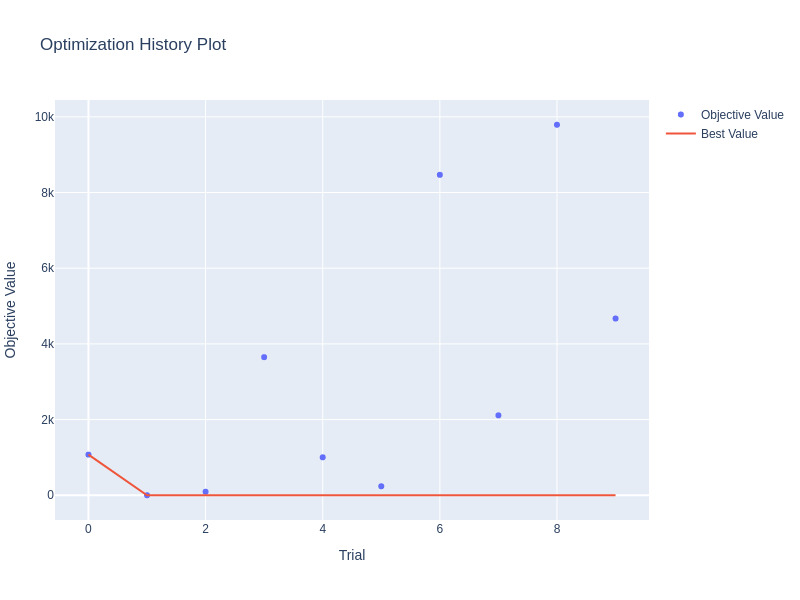 Optimization History Plot
Objective Value
Best Value
10k
8k
6k
4k
2k
0
Objective Value
0
2
4
6
8
Trial